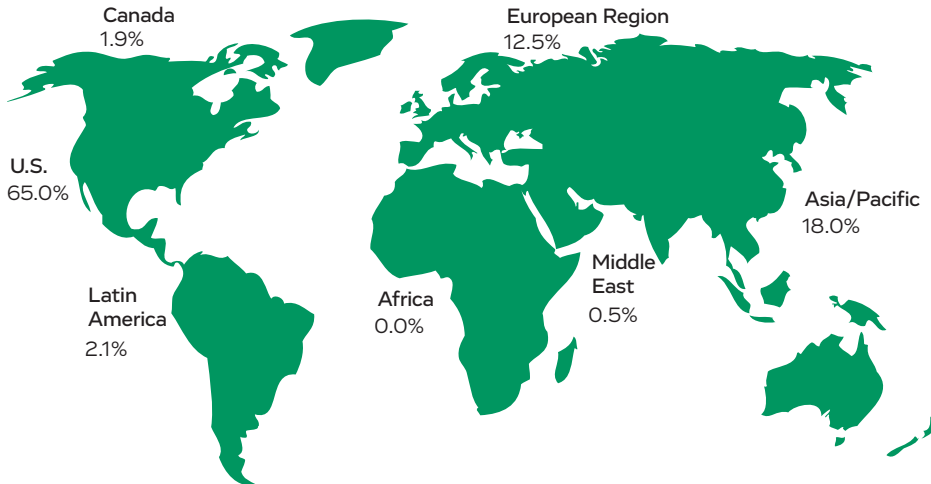 Canada
1.9%
European Region
12.5%
U.S.
65.0%
Asia/Pacific
18.0%
Middle
East
0.5%
Latin
America
2.1%
Africa
0.0%